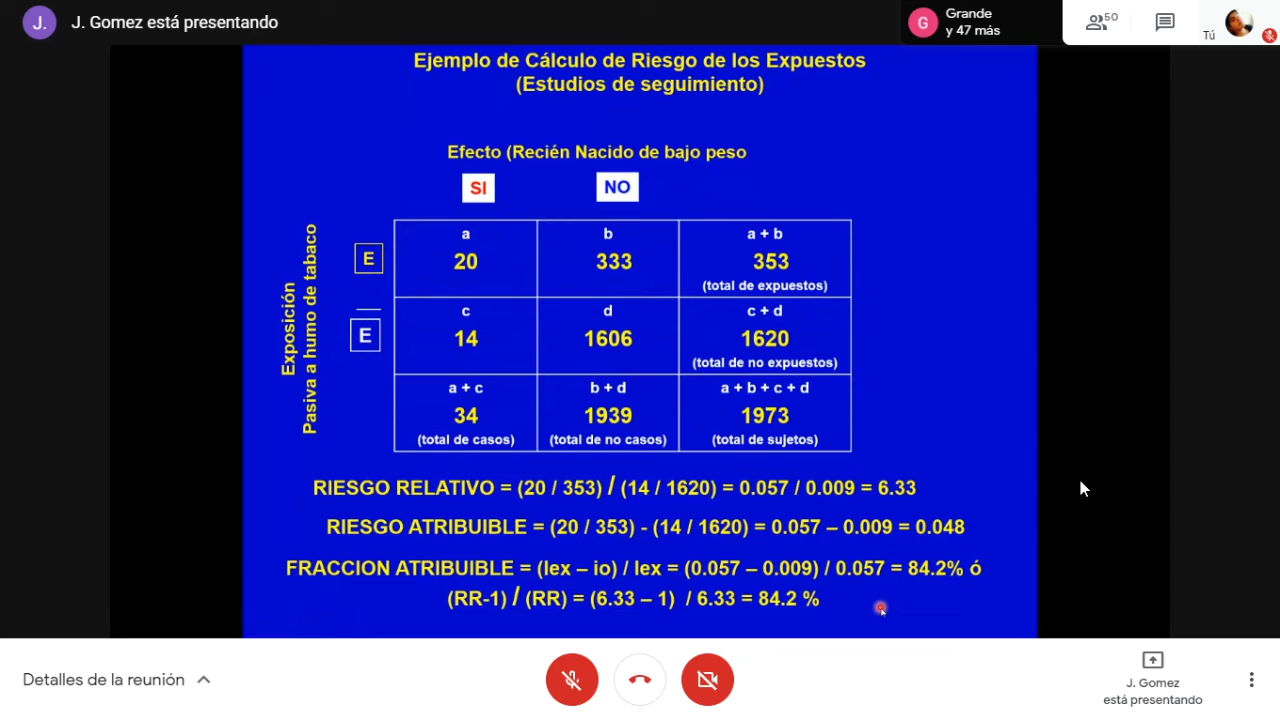 J.
J. Gomez está presentando
G
Grande
y 47 más
50
Tú
Ejemplo de Cálculo de Riesgo de los Expuestos
(Estudios de seguimiento)
Efecto (Recién Nacido de bajo peso
SI
NO
Exposición
Pasiva a humo de tabaco
E
a
b
a + b
20
333
353
(total de expuestos)
E
c
d
c + d
14
1606
1620
(total de no expuestos)
a + c
b + d
a + b + c + d
34
1939
1973
(total de casos)
(total de no casos)
(total de sujetos)
RIESGO RELATIVO = (20 / 353) / (14 / 1620) = 0.057 / 0.009 = 6.33
RIESGO ATRIBUIBLE = (20 / 353) - (14 / 1620) = 0.057 – 0.009 = 0.048
FRACCION ATRIBUIBLE = (Iex – io) / Iex = (0.057 – 0.009) / 0.057 = 84.2% ó
(RR-1) / (RR) = (6.33 – 1) / 6.33 = 84.2 %
Detalles de la reunión
J. Gomez
está presentando